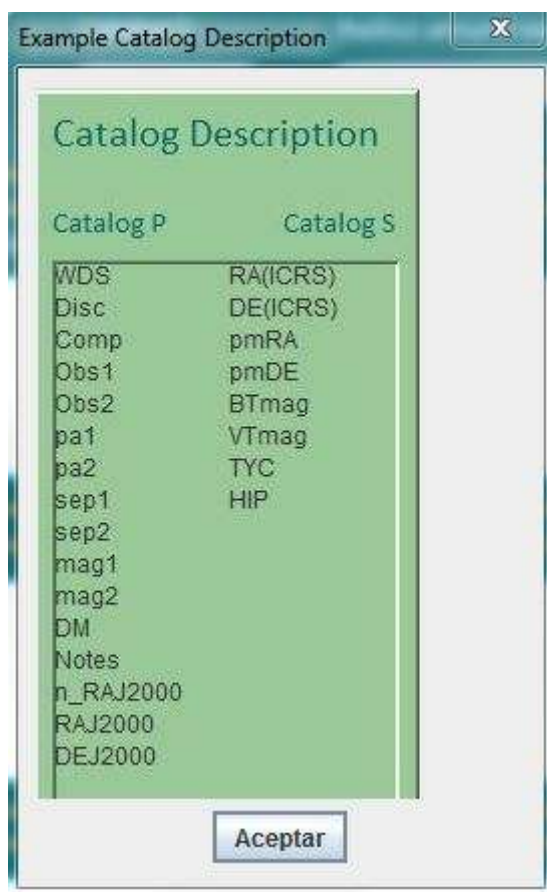 Example Catalog Description
Catalog Description
Catalog P Catalog S
WDS RA(ICRS)
Disc DE(ICRS)
Comp pmRA
Obs1 pmDE
Obs2 BTmag
pa1 VTmag
pa2 TYC
sep1 HIP
sep2
mag1
mag2
DM
Notes
n_RAJ2000
RAJ2000
DEJ2000
Aceptar